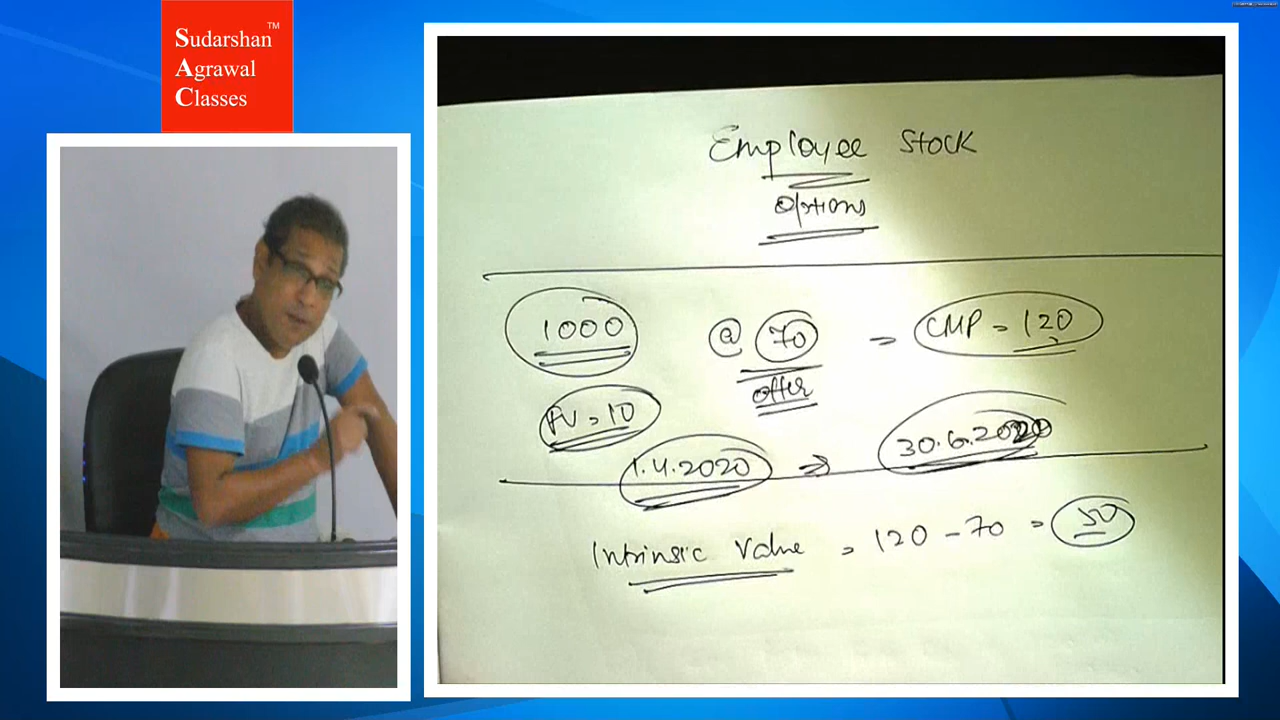 Sudarshan™
Agrawal
Classes
Employee Stock
Options
1000 @ 70 = CMP = 120
offer
FV = 10
1.4.2020 ⇒ 30.6.2020
Intrinsic Value = 120 - 70 = 50